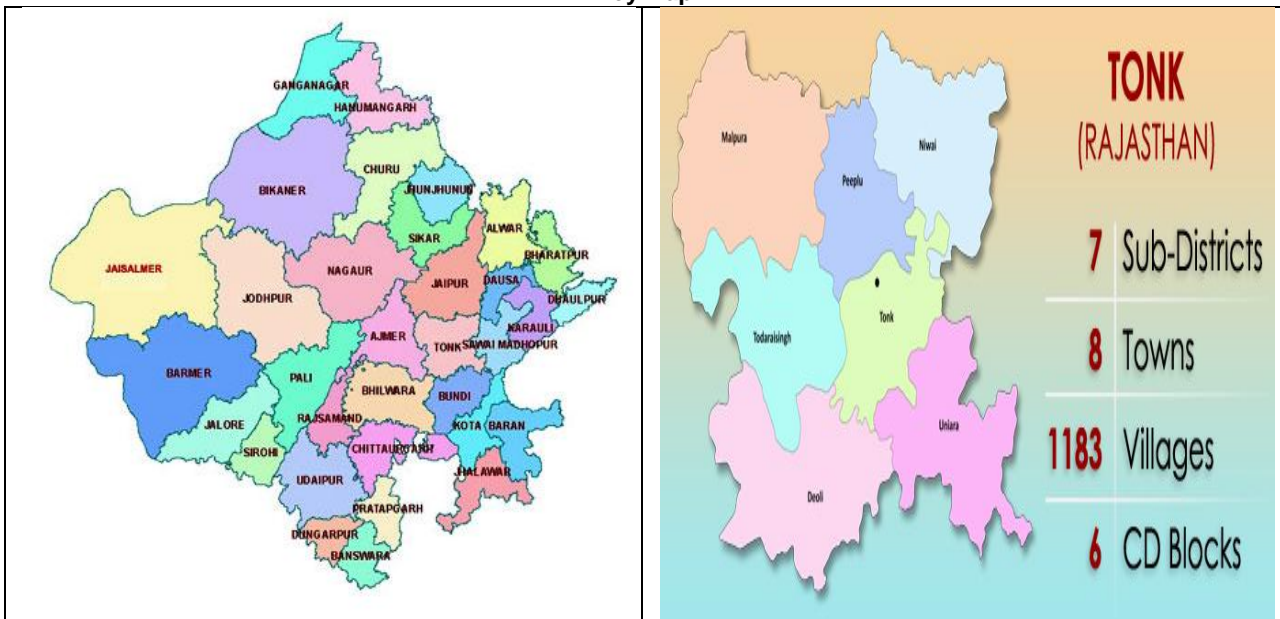 GANGANAGAR
HANUMANGARH
CHURU
JHUNJHUNUN
BIKANER
SIKAR
ALWAR
BHARATPUR
JAISALMER
NAGAUR
JAIPUR
DAUSA
DHAULPUR
JODHPUR
KARAULI
AJMER
TONK
SAWAI MADHOPUR
BARMER
PALI
BHILWARA
BUNDI
RAJSAMAND
JALORE
KOTA
BARAN
SIROHI
CHITTAURGARH
JHALAWAR
UDAIPUR
PRATAPGARH
DUNGARPUR
BANSWARA
Malpura
Niwai
Peeplu
Tonk
Todaraisingh
Uniara
Deoli
TONK
(RAJASTHAN)
7 Sub-Districts
8 Towns
1183 Villages
6 CD Blocks